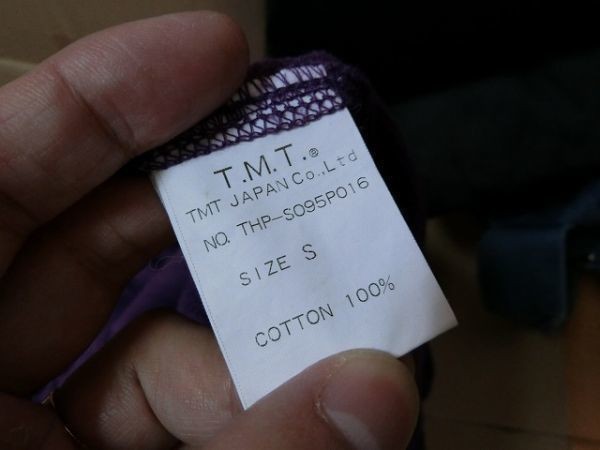 T.M.T.®
TMT JAPAN Co.,Ltd
NO. THP-S095P016
SIZE S
COTTON 100%